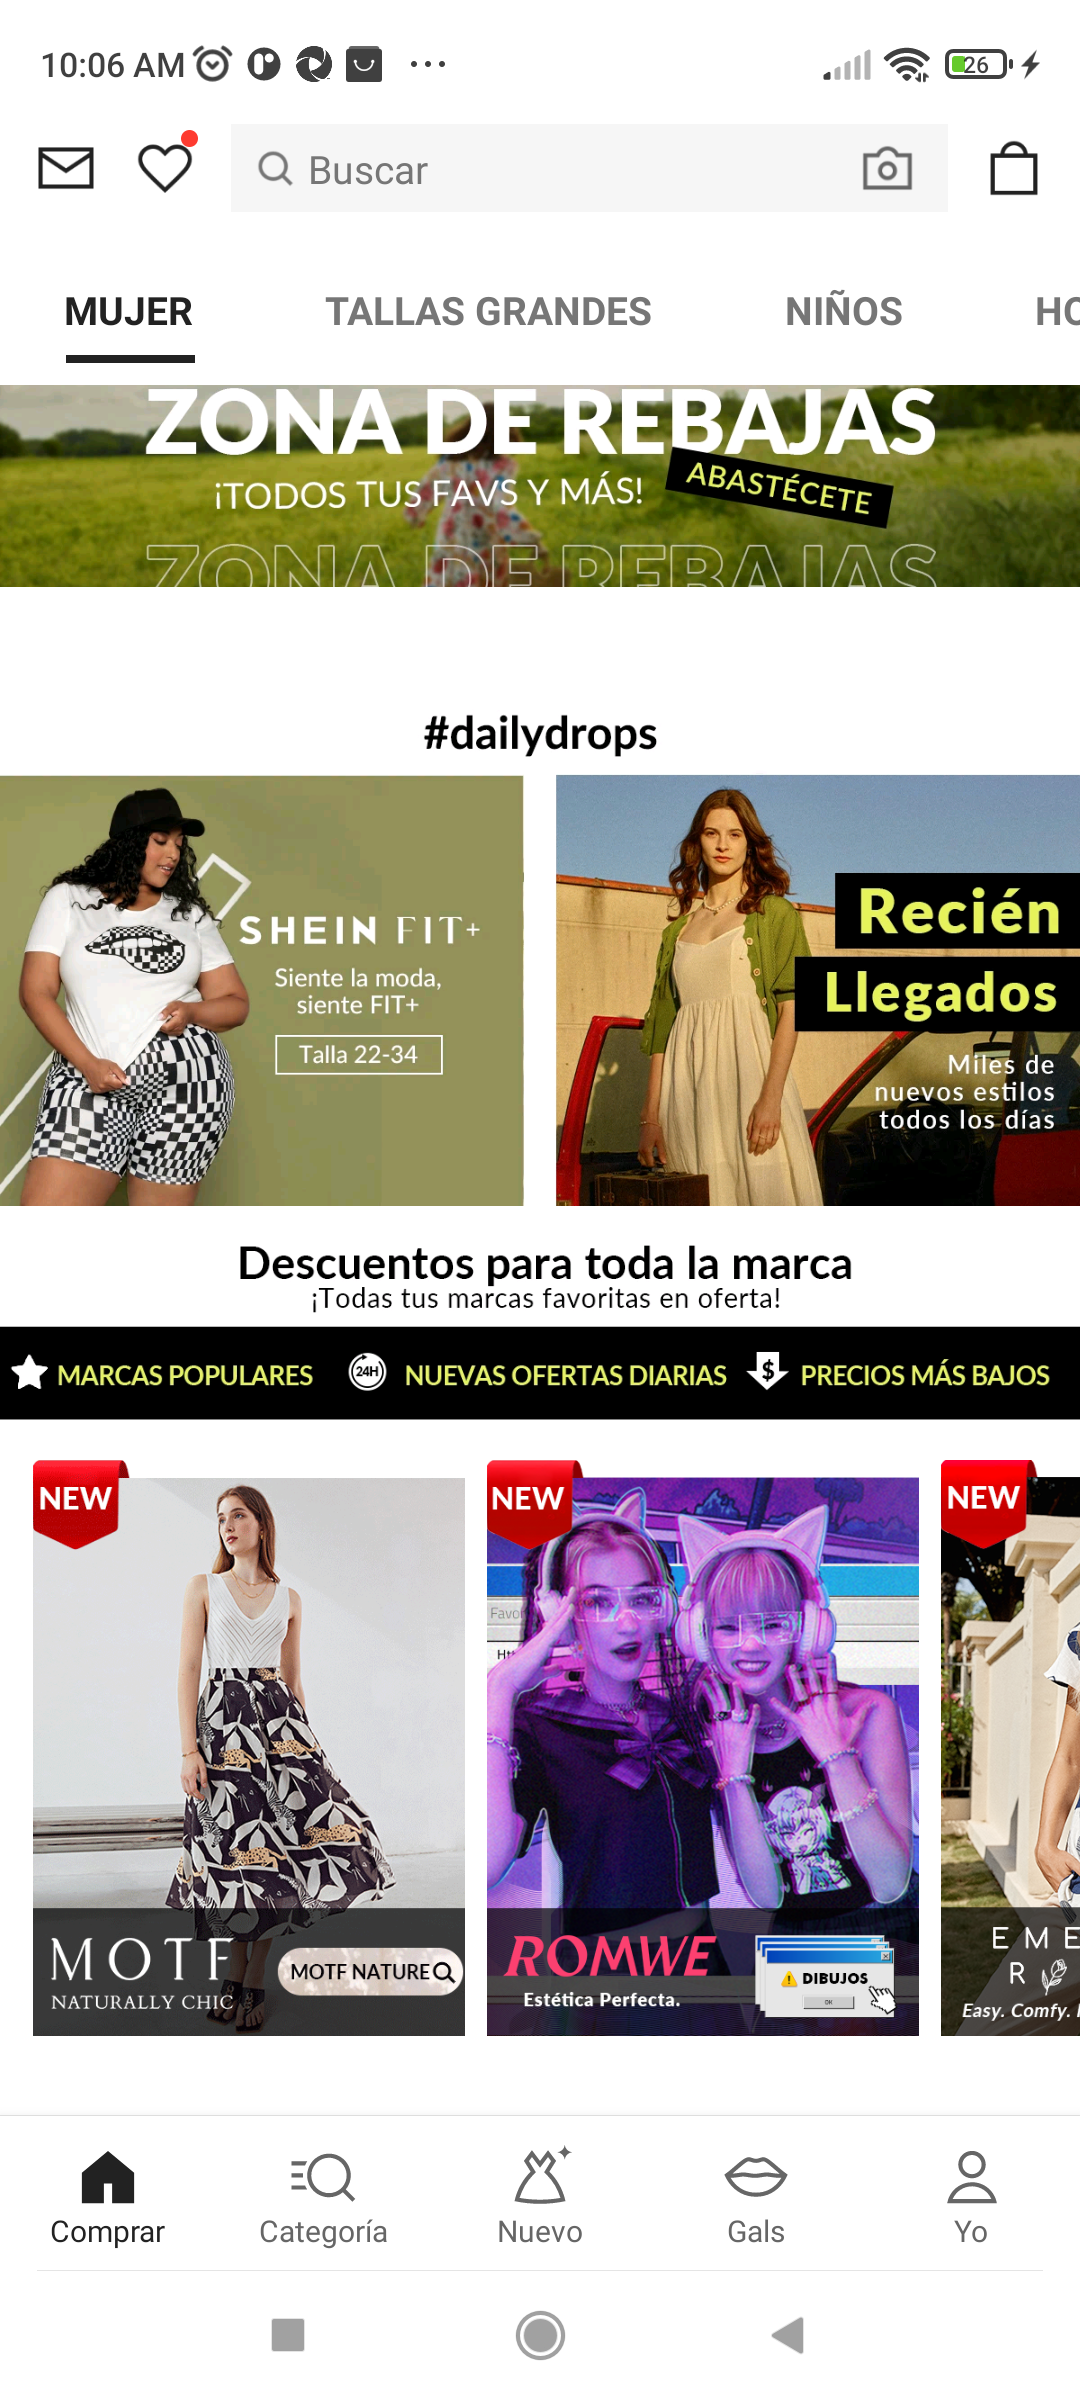 10:06 AM
26
Buscar
MUJER
TALLAS GRANDES
NIÑOS
ZONA DE REBAJAS
¡TODOS TUS FAVS Y MÁS!
ABASTÉCETE
ZONA DE REBAJAS
#dailydrops
SHEIN FIT+
Siente la moda,
siente FIT+
Talla 22-34
Recién
Llegados
Miles de
nuevos estilos
todos los días
Descuentos para toda la marca
¡Todas tus marcas favoritas en oferta!
MARCAS POPULARES
24H
NUEVAS OFERTAS DIARIAS
$
PRECIOS MÁS BAJOS
NEW
NEW
NEW
MOTF
NATURALLY CHIC
MOTF NATURE
ROMWE
Estética Perfecta.
DIBUJOS
OK
Easy. Comfy.
Comprar
Categoría
Nuevo
Gals
Yo